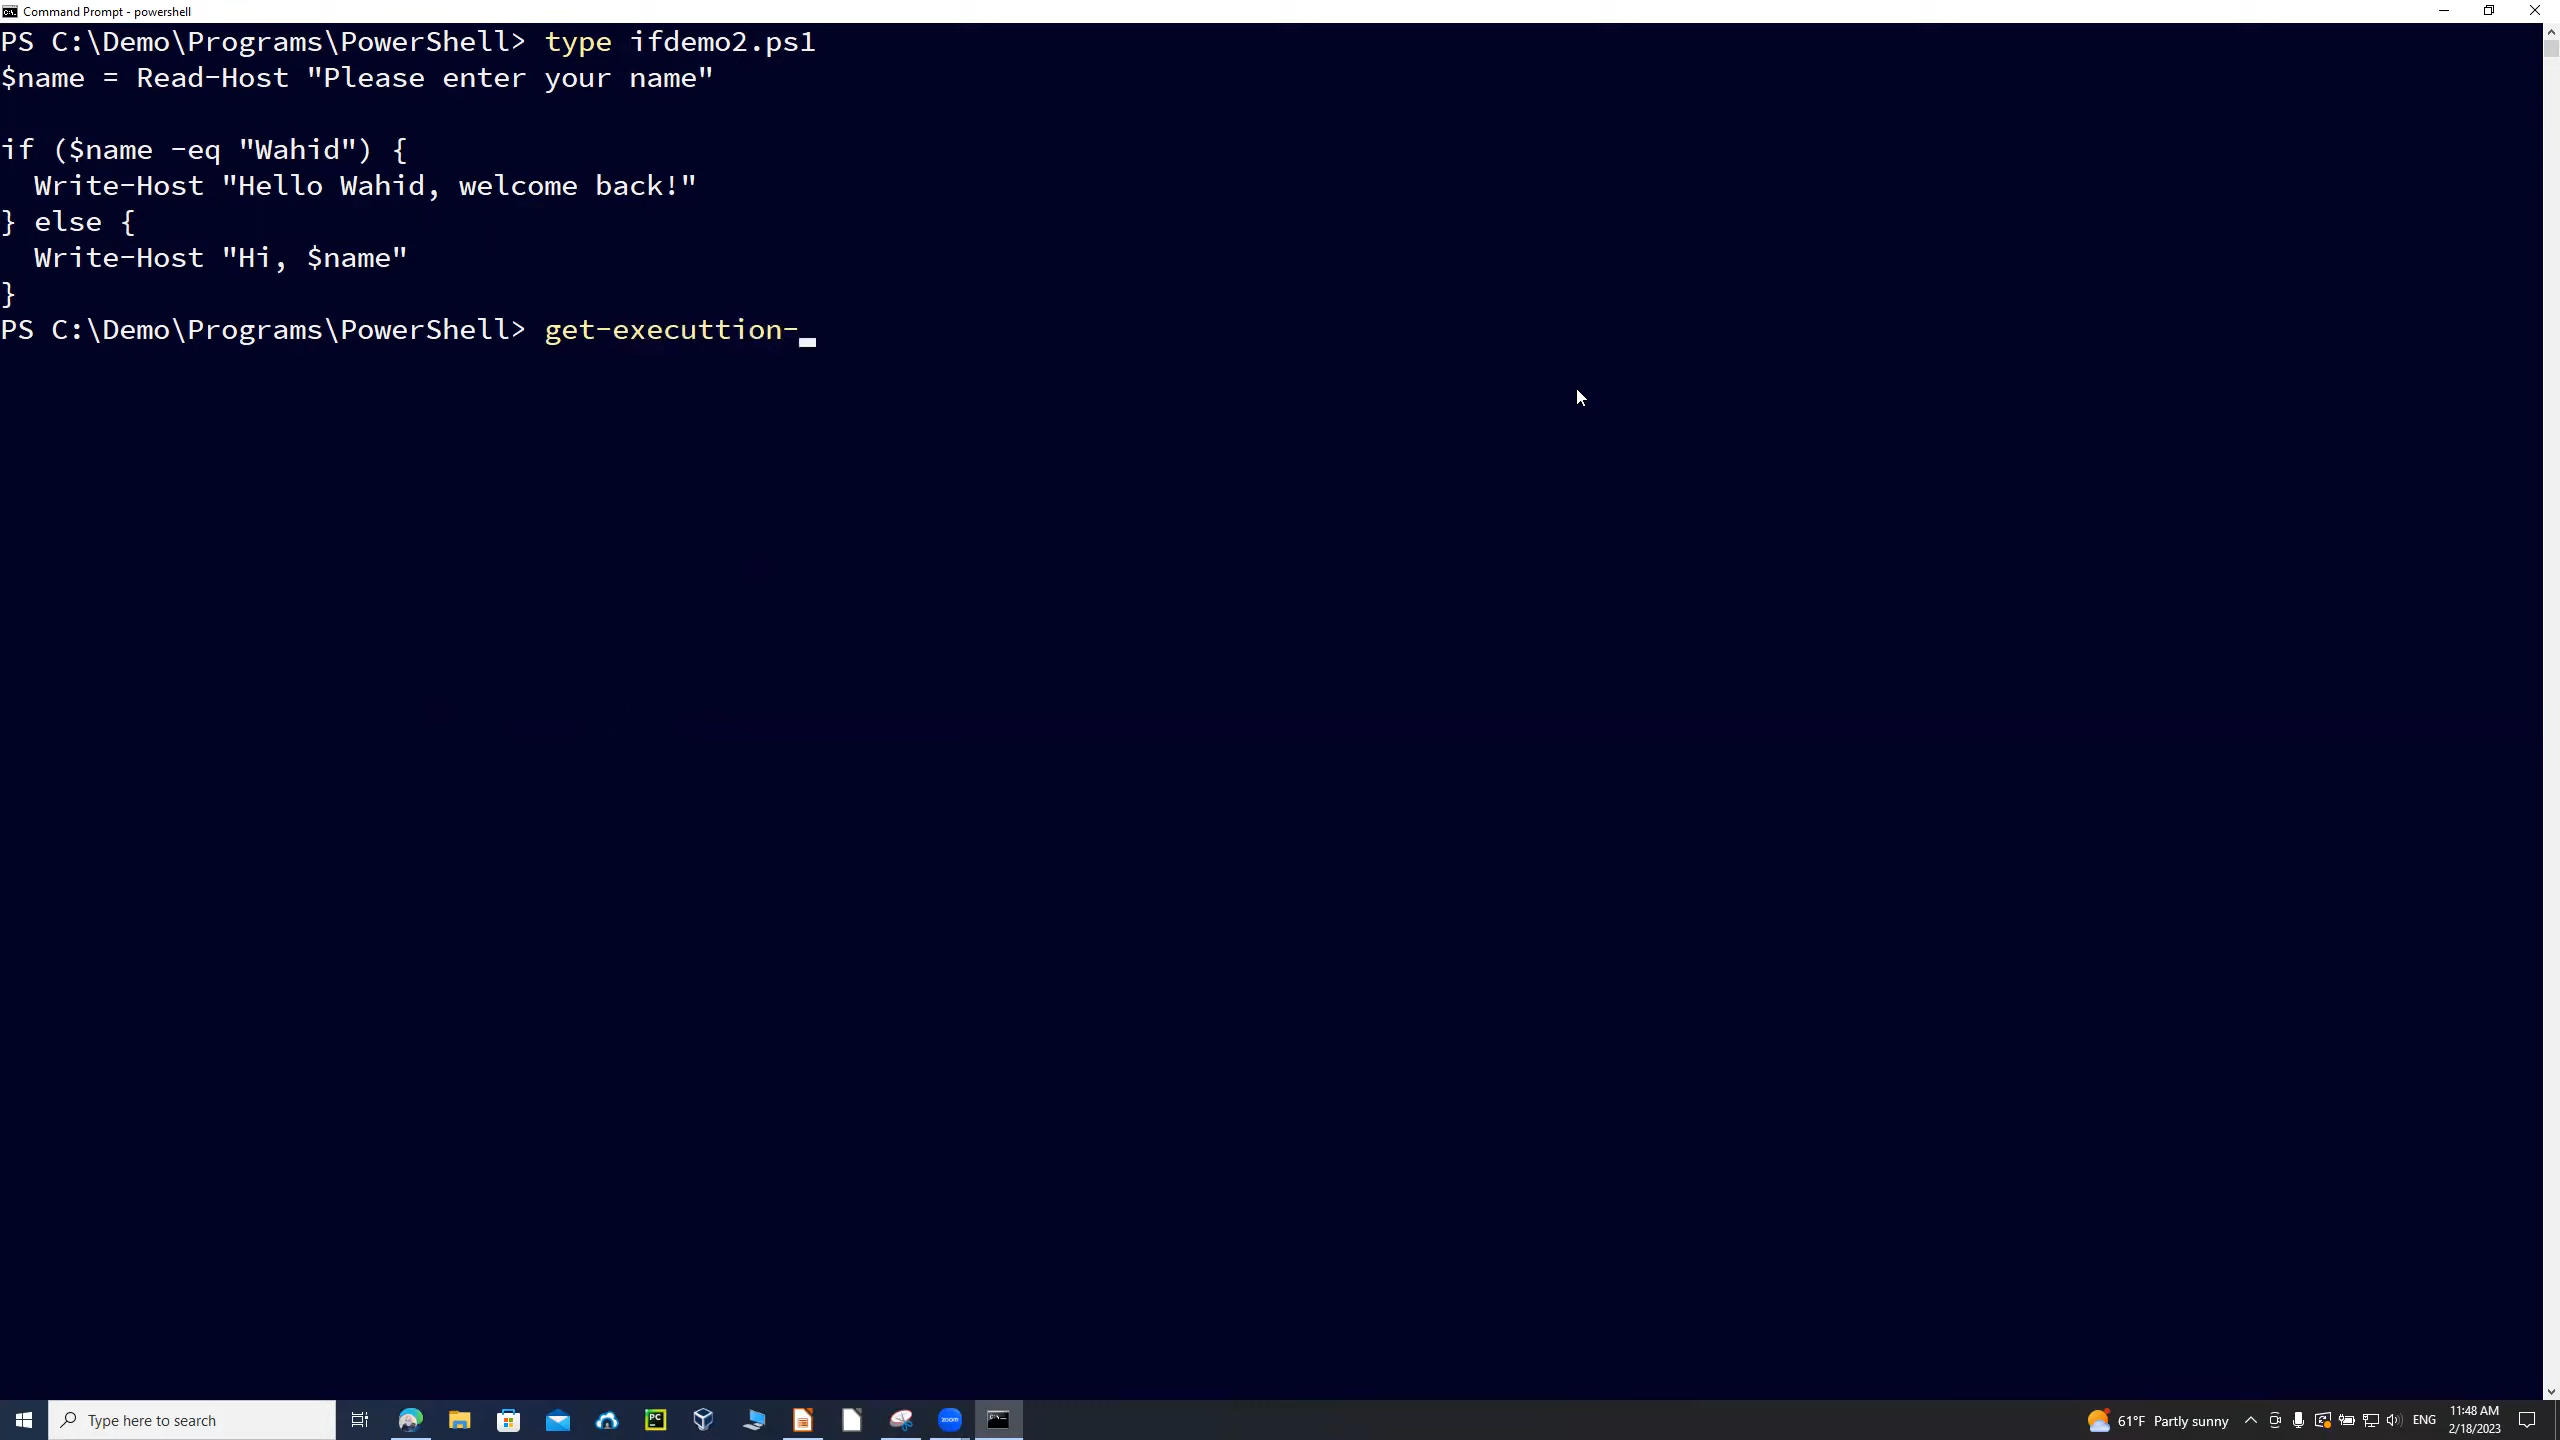 Command Prompt - powershell
PS C:\Demo\Programs\PowerShell> type ifdemo2.ps1
$name = Read-Host "Please enter your name"
if ($name -eq "Wahid") {
  Write-Host "Hello Wahid, welcome back!"
} else {
  Write-Host "Hi, $name"
}
PS C:\Demo\Programs\PowerShell> get-executtion-_
Type here to search
PC
zoom
61°F Partly sunny
ENG
11:48 AM
2/18/2023